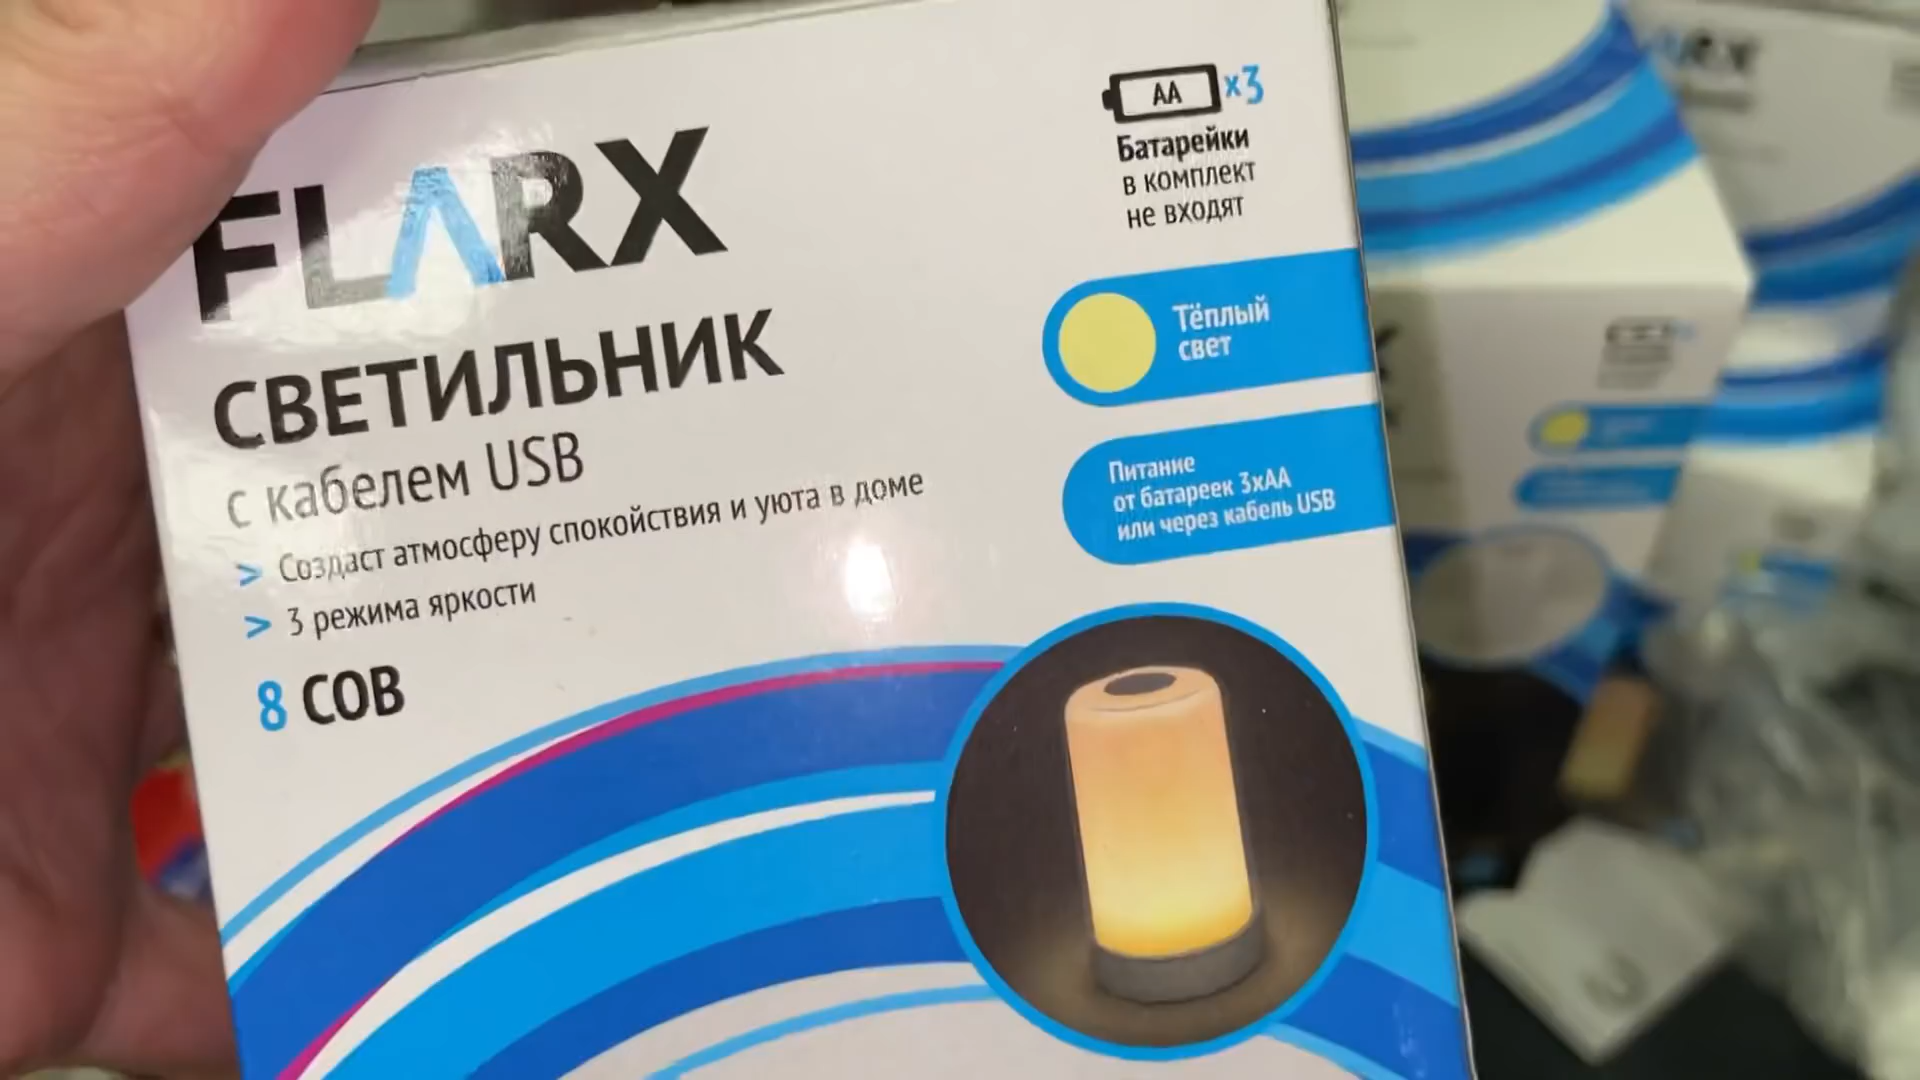 FLARX
СВЕТИЛЬНИК
с кабелем USB
> Создаст атмосферу спокойствия и уюта в доме
> 3 режима яркости
8 COB
AA x3
Батарейки
в комплект
не входят
Тёплый
свет
Питание
от батареек 3xAA
или через кабель USB